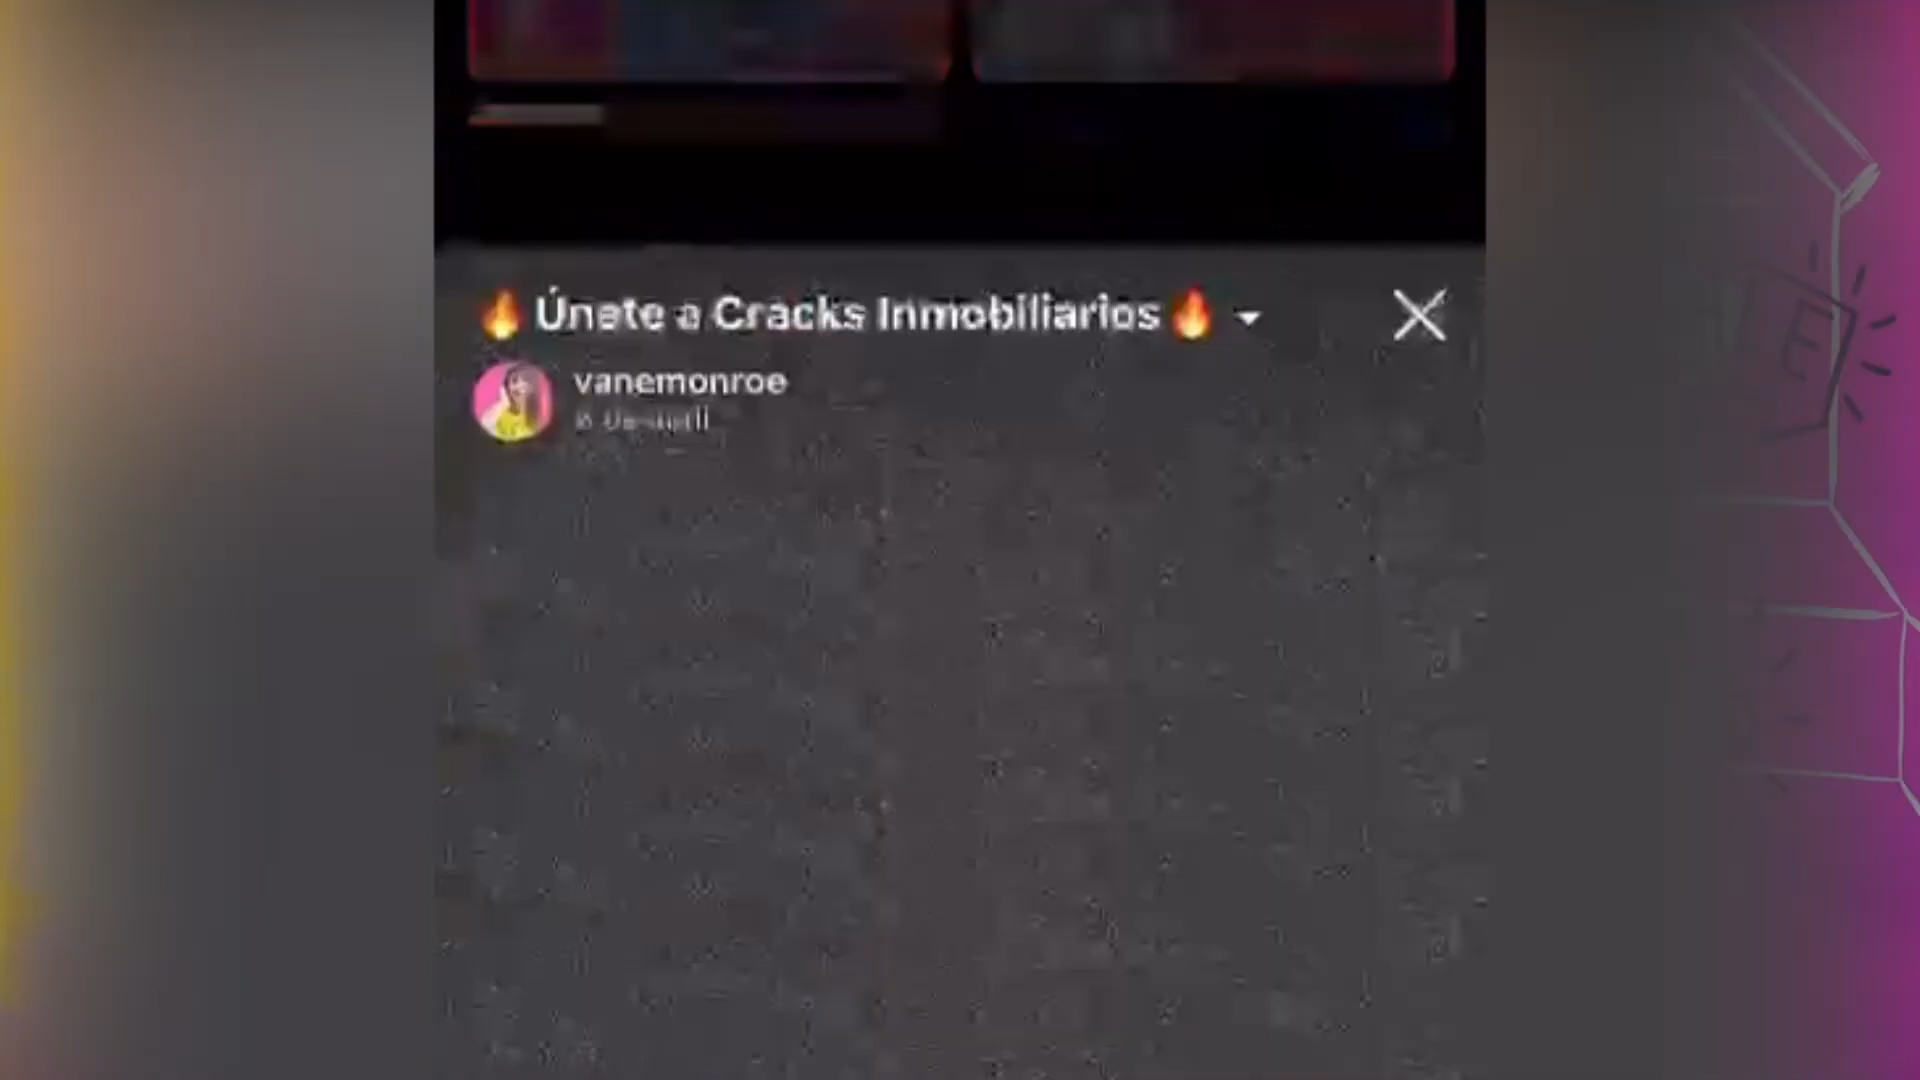 🔥 Únete a Cracks Inmobiliarios 🔥
vanemonroe